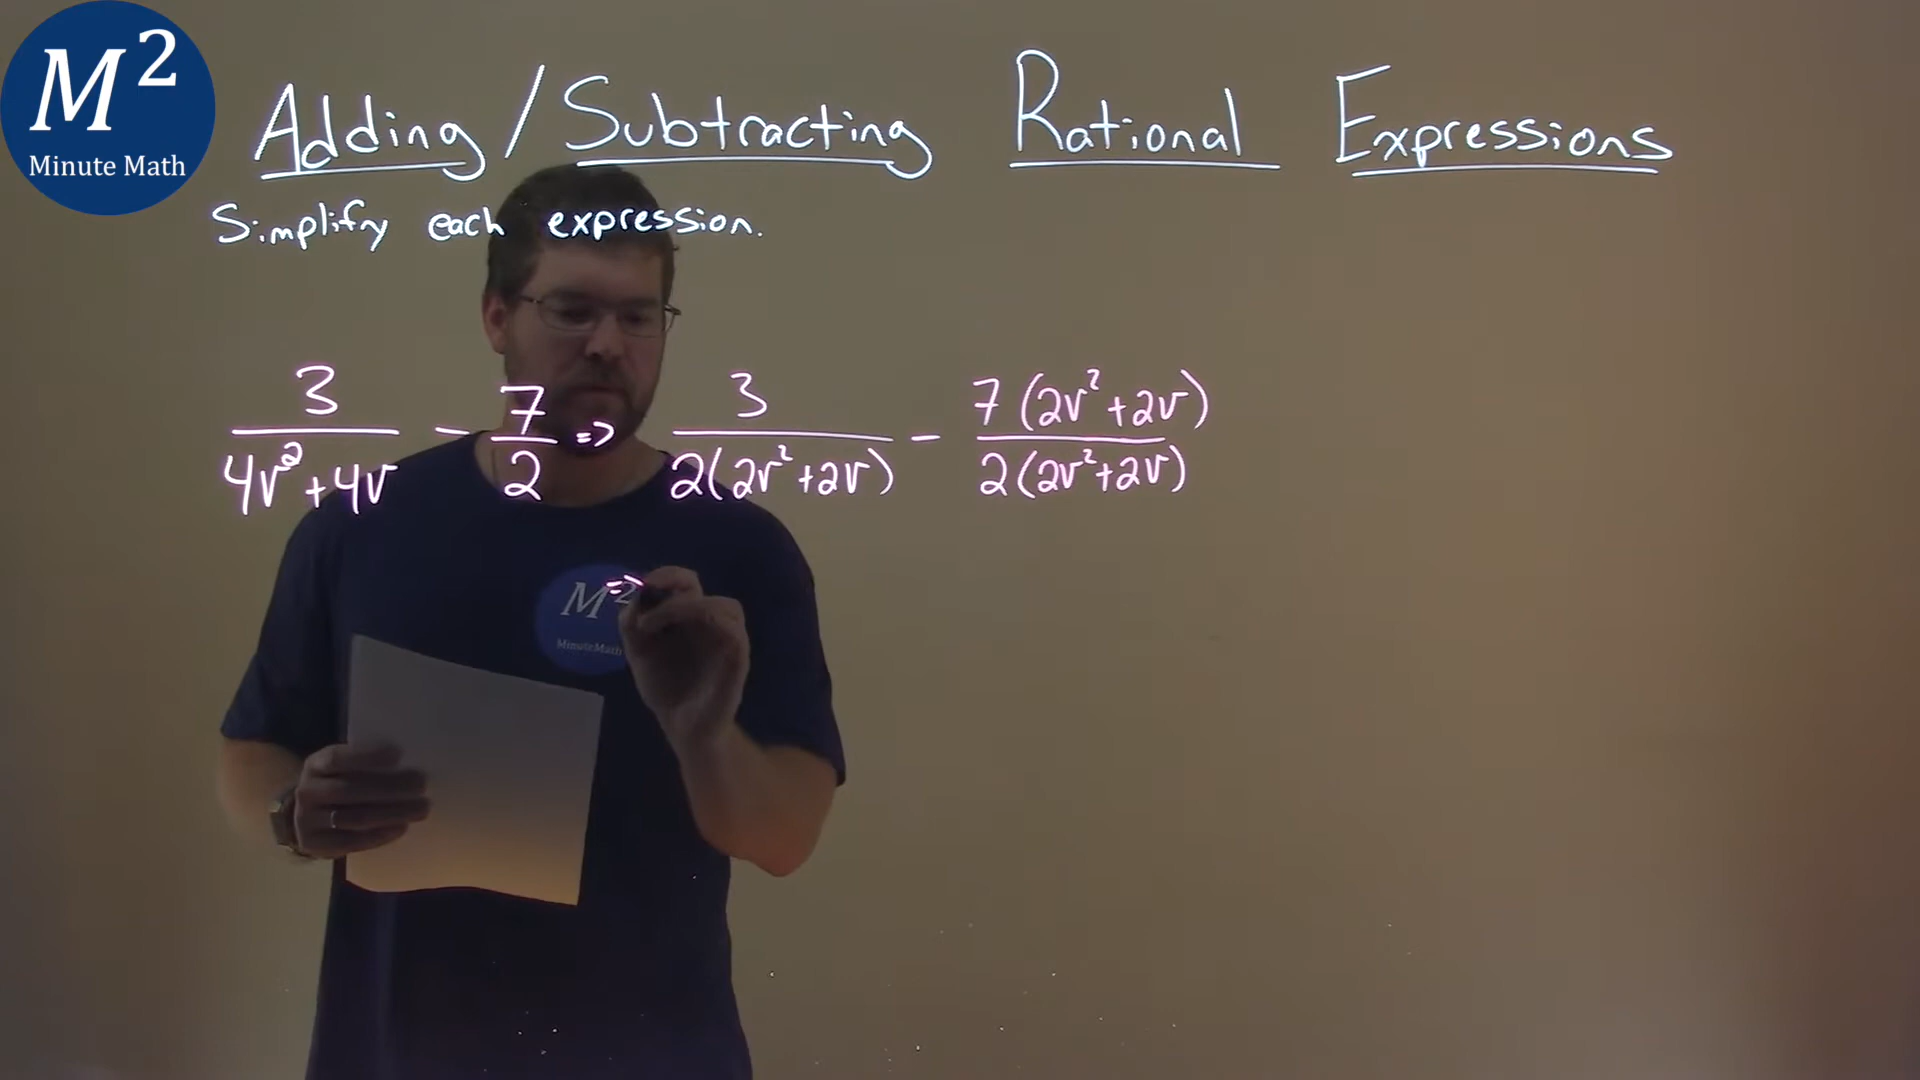 M²
Minute Math
Adding/Subtracting Rational Expressions
Simplify each expression.
3/(4v²+4v) - 7/2 => 3/(2(2v²+2v)) - 7(2v²+2v)/(2(2v²+2v))
=>
M²
MinuteMath